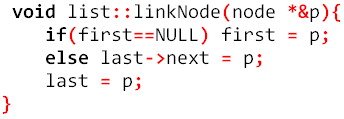 void list::linkNode(node *&p){
if(first==NULL) first = p;
else last->next = p;
last = p;
}